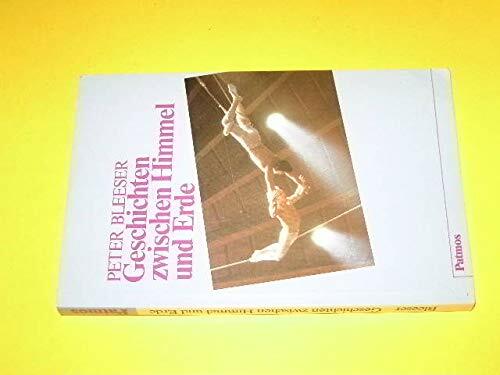 PETER BLEESER
Geschichten
zwischen Himmel
und Erde
Patmos
Bleeser Geschichten zwischen Himmel und Erde Patmos